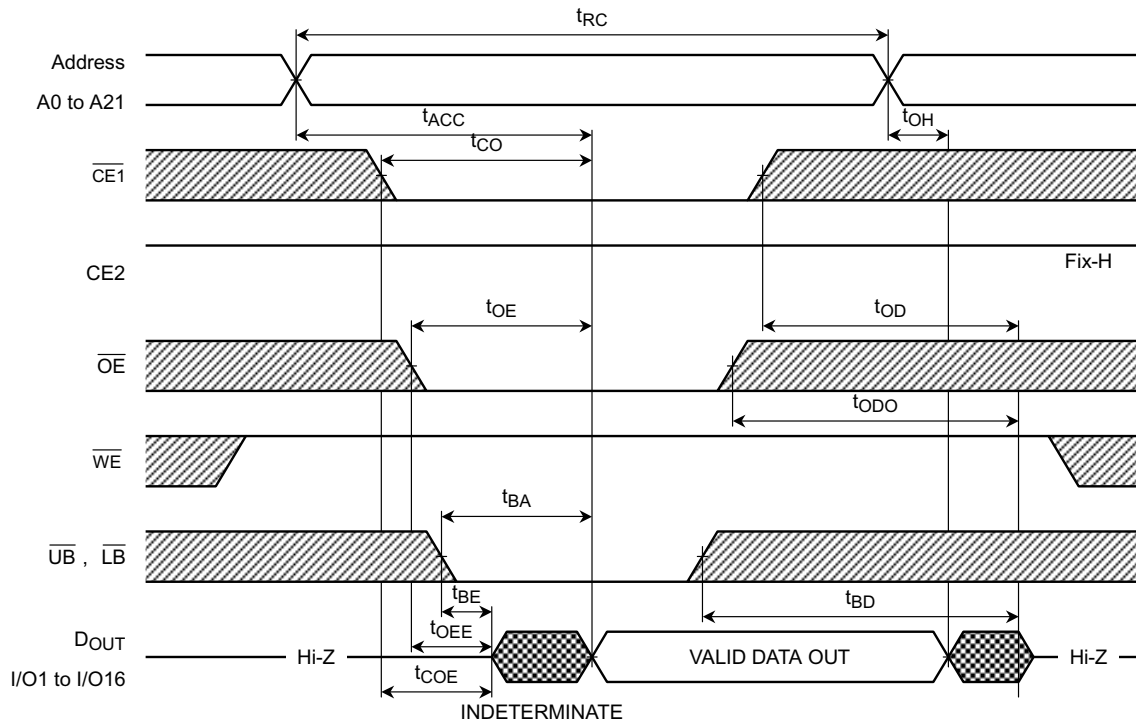 tRC
Address
A0 to A21
tACC
tOH
tCO
CE1
CE2
Fix-H
tOE
tOD
OE
tODO
WE
tBA
UB , LB
tBE
tBD
DOUT
tOEE
Hi-Z
VALID DATA OUT
Hi-Z
I/O1 to I/O16
tCOE
INDETERMINATE